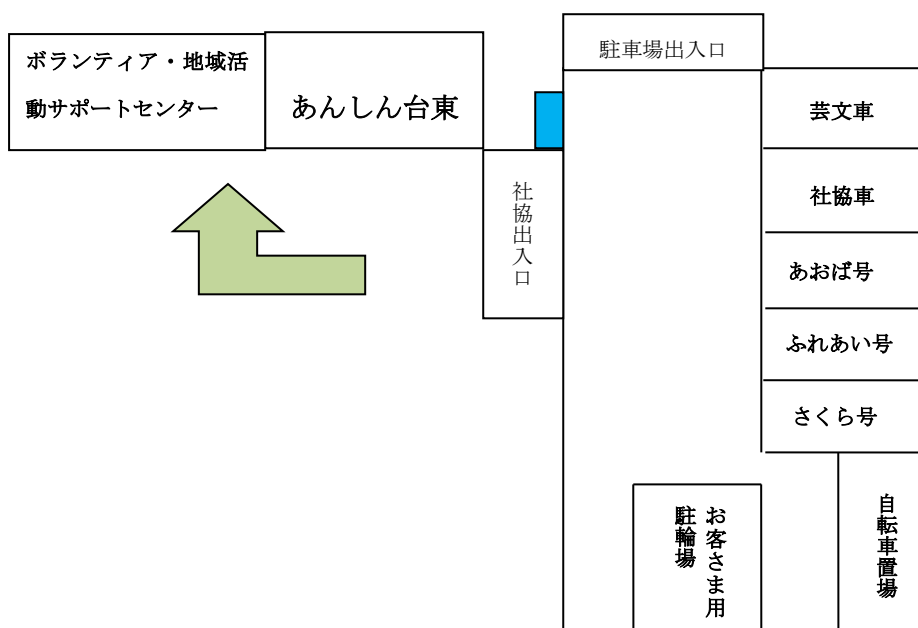 駐車場出入口
ボランティア・地域活
動サポートセンター
あんしん台東
芸文車
社協車
社協出入口
あおば号
ふれあい号
さくら号
お客さま用
駐輪場
自転車置場